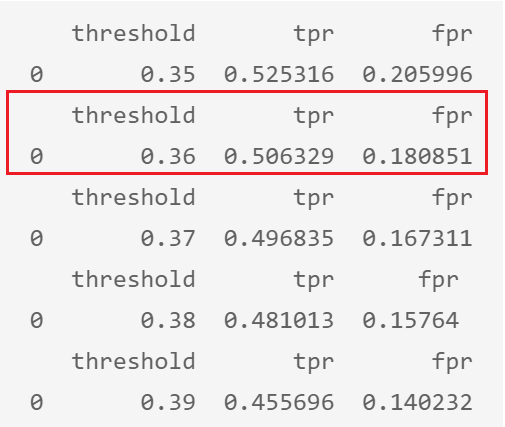 threshold tpr fpr
0 0.35 0.525316 0.205996
threshold tpr fpr
0 0.36 0.506329 0.180851
threshold tpr fpr
0 0.37 0.496835 0.167311
threshold tpr fpr
0 0.38 0.481013 0.15764
threshold tpr fpr
0 0.39 0.455696 0.140232